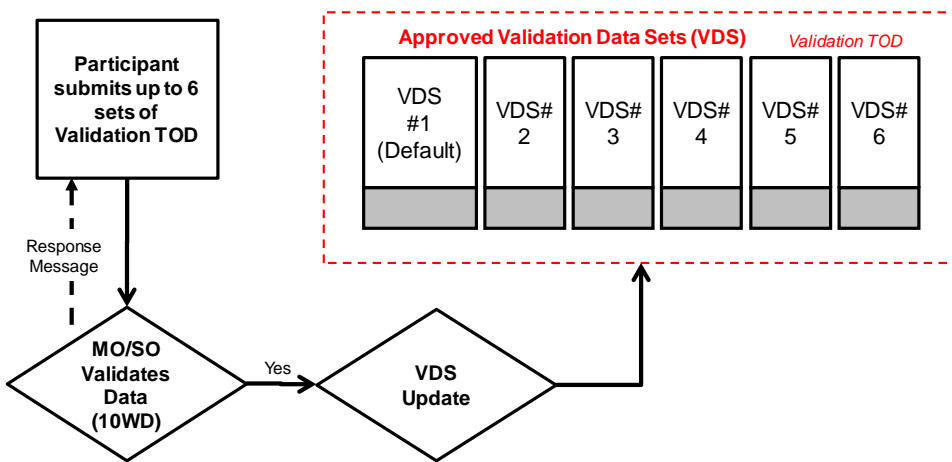 Participant
submits up to 6
sets of
Validation TOD
Approved Validation Data Sets (VDS)
Validation TOD
VDS
#1
(Default)
VDS#
2
VDS#
3
VDS#
4
VDS#
5
VDS#
6
Response
Message
MO/SO
Validates
Data
(10WD)
Yes
VDS
Update